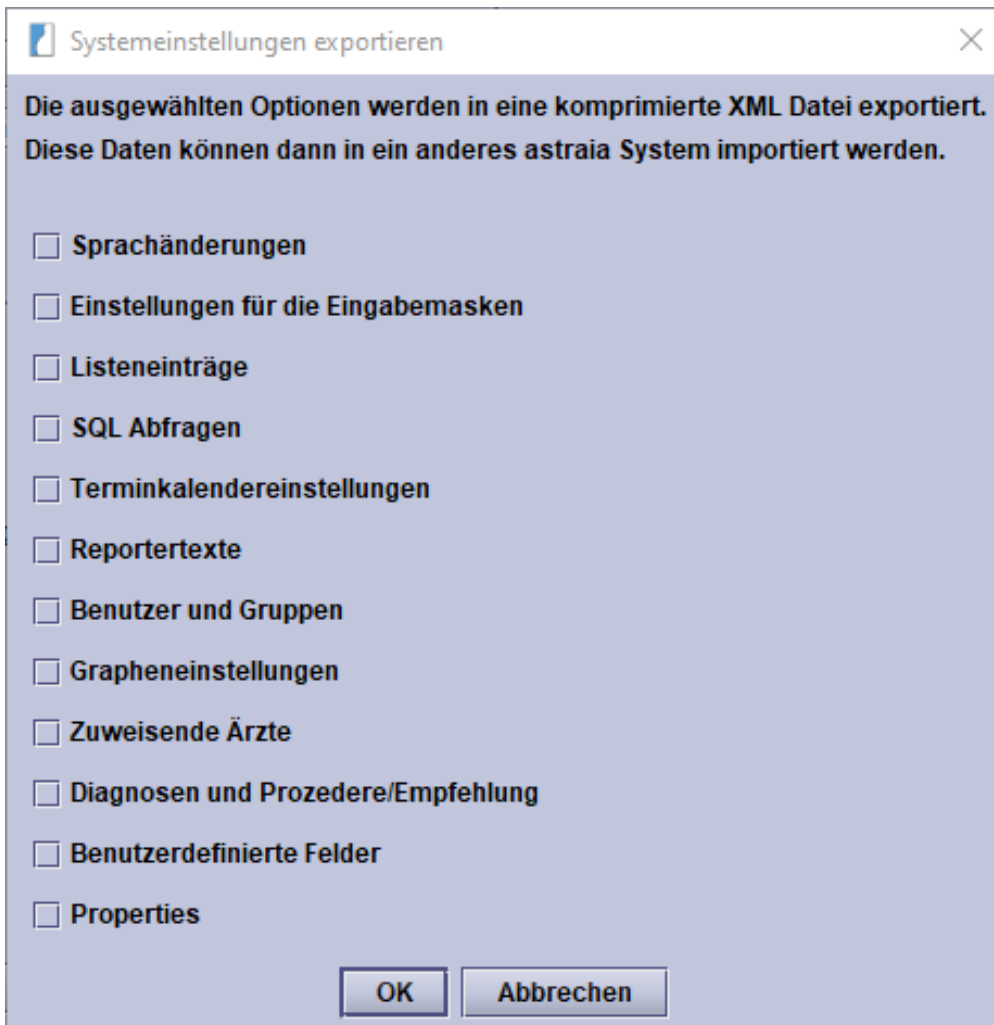 Systemeinstellungen exportieren
Die ausgewählten Optionen werden in eine komprimierte XML Datei exportiert.
Diese Daten können dann in ein anderes astraia System importiert werden.
Sprachänderungen
Einstellungen für die Eingabemasken
Listeneinträge
SQL Abfragen
Terminkalendereinstellungen
Reportertexte
Benutzer und Gruppen
Grapheneinstellungen
Zuweisende Ärzte
Diagnosen und Prozedere/Empfehlung
Benutzerdefinierte Felder
Properties
OK Abbrechen